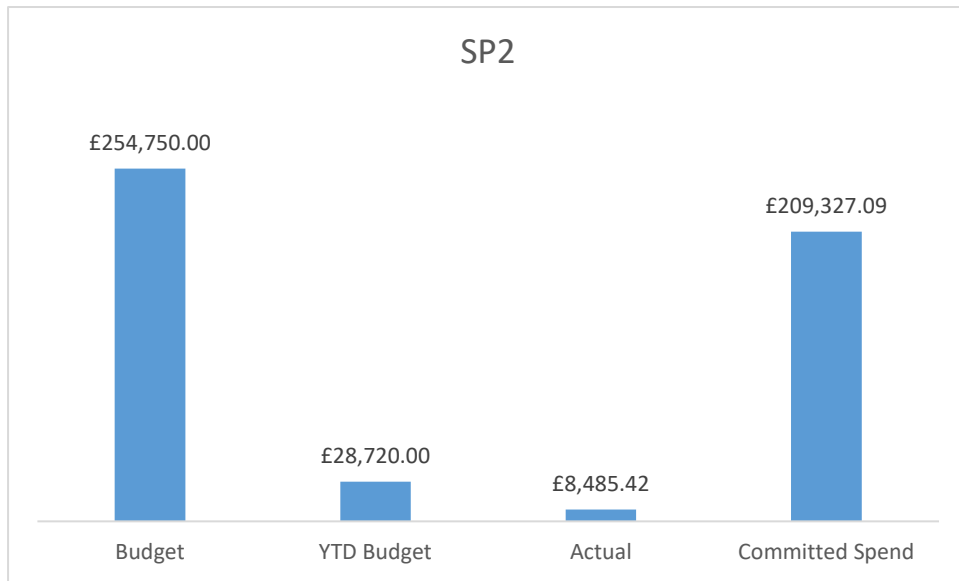 SP2
£254,750.00
£209,327.09
£28,720.00
£8,485.42
Budget
YTD Budget
Actual
Committed Spend